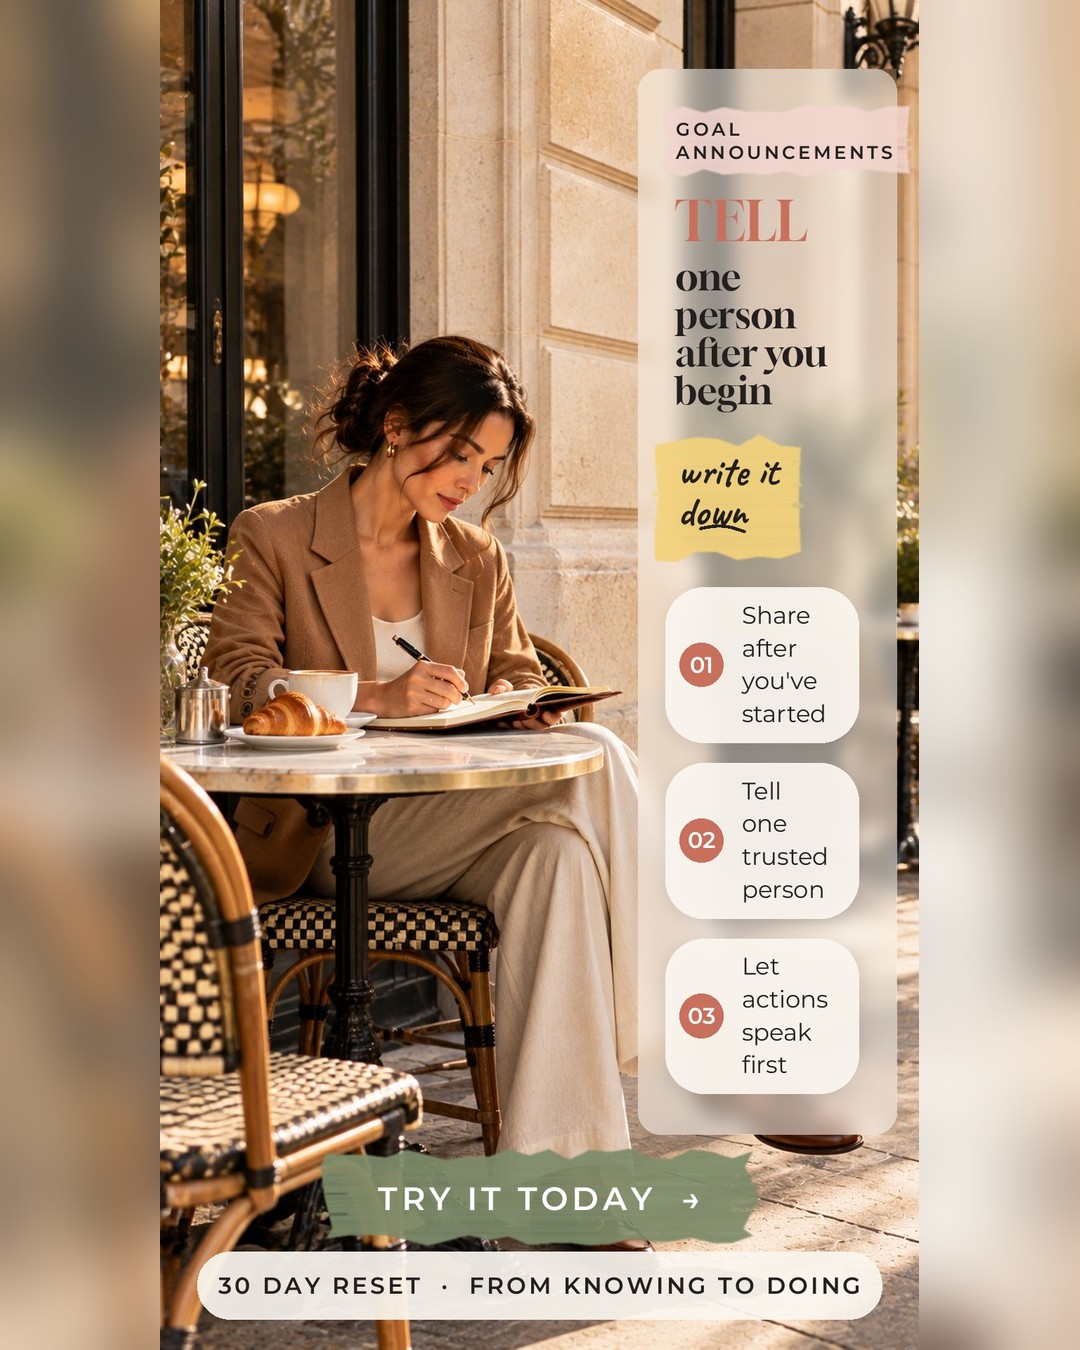 GOAL
ANNOUNCEMENTS
TELL
one
person
after you
begin
write it
down
01
Share
after
you've
started
02
Tell
one
trusted
person
03
Let
actions
speak
first
TRY IT TODAY →
30 DAY RESET · FROM KNOWING TO DOING